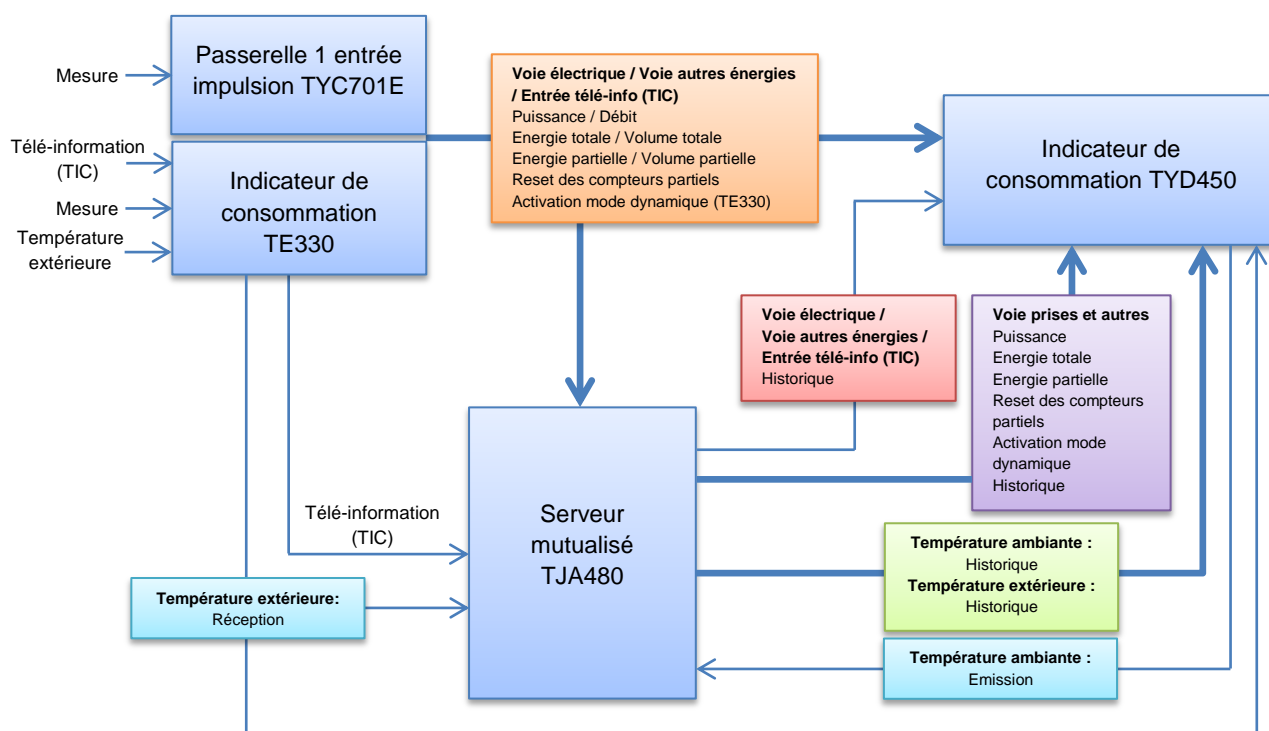 Passerelle 1 entrée
impulsion TYC701E
Mesure
Télé-information
(TIC)
Mesure
Température
extérieure
Indicateur de
consommation
TE330
Voie électrique / Voie autres énergies
/ Entrée télé-info (TIC)
Puissance / Débit
Energie totale / Volume totale
Energie partielle / Volume partielle
Reset des compteurs partiels
Activation mode dynamique (TE330)
Indicateur de
consommation TYD450
Voie électrique /
Voie autres énergies /
Entrée télé-info (TIC)
Historique
Voie prises et autres
Puissance
Energie totale
Energie partielle
Reset des compteurs
partiels
Activation mode
dynamique
Historique
Télé-information
(TIC)
Serveur
mutualisé
TJA480
Température extérieure:
Réception
Température ambiante :
Historique
Température extérieure :
Historique
Température ambiante :
Emission